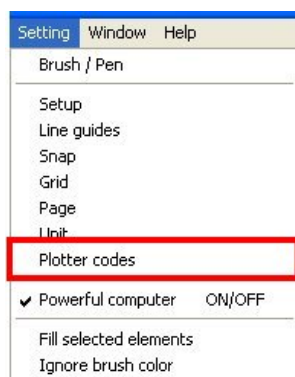 Setting Window Help
Brush / Pen
Setup
Line guides
Snap
Grid
Page
Unit
Plotter codes
Powerful computer ON/OFF
Fill selected elements
Ignore brush color